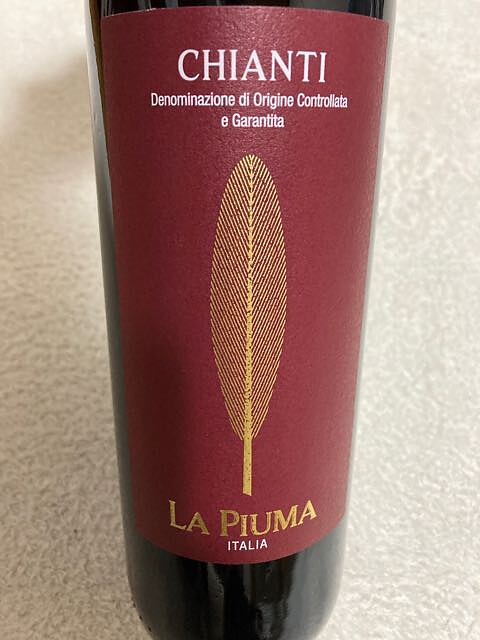 CHIANTI
Denominazione di Origine Controllata
e Garantita
LA PIUMA
ITALIA